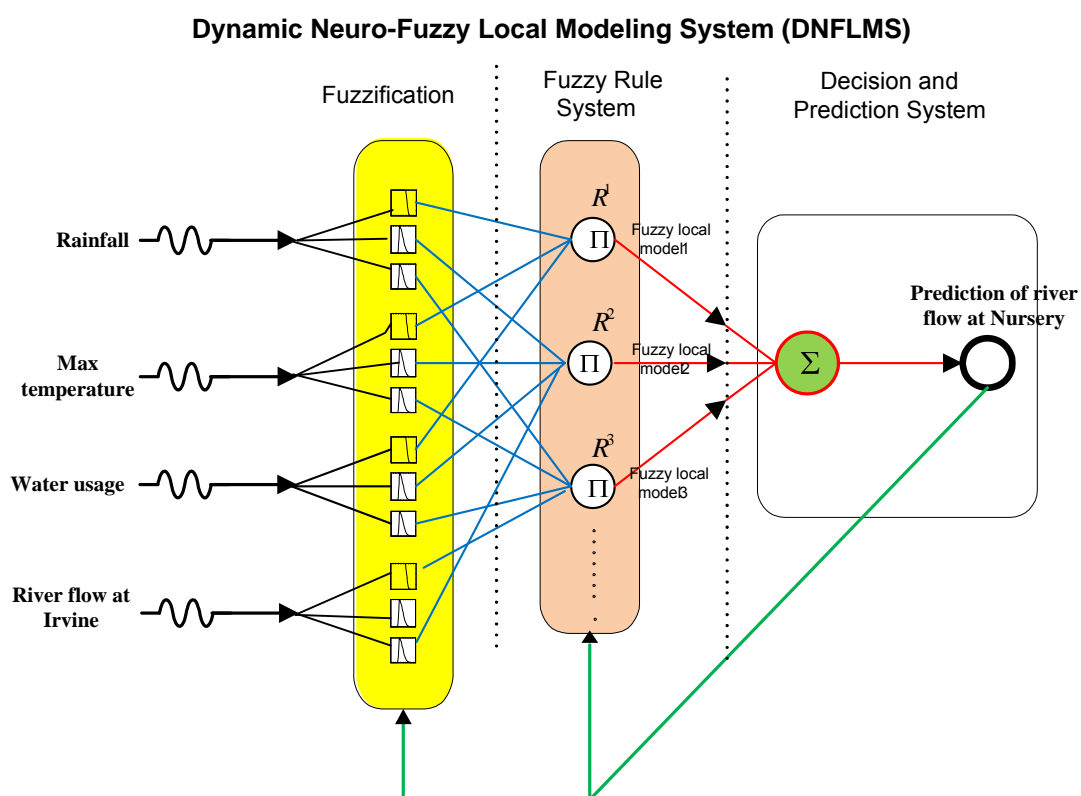 Dynamic Neuro-Fuzzy Local Modeling System (DNFLMS)
Fuzzification
Fuzzy Rule
System
Decision and
Prediction System
Rainfall
Max
temperature
Water usage
River flow at
Irvine
R1
Π
Fuzzy local
model1
R2
Π
Fuzzy local
model2
R3
Π
Fuzzy local
model3
Σ
Prediction of river
flow at Nursery